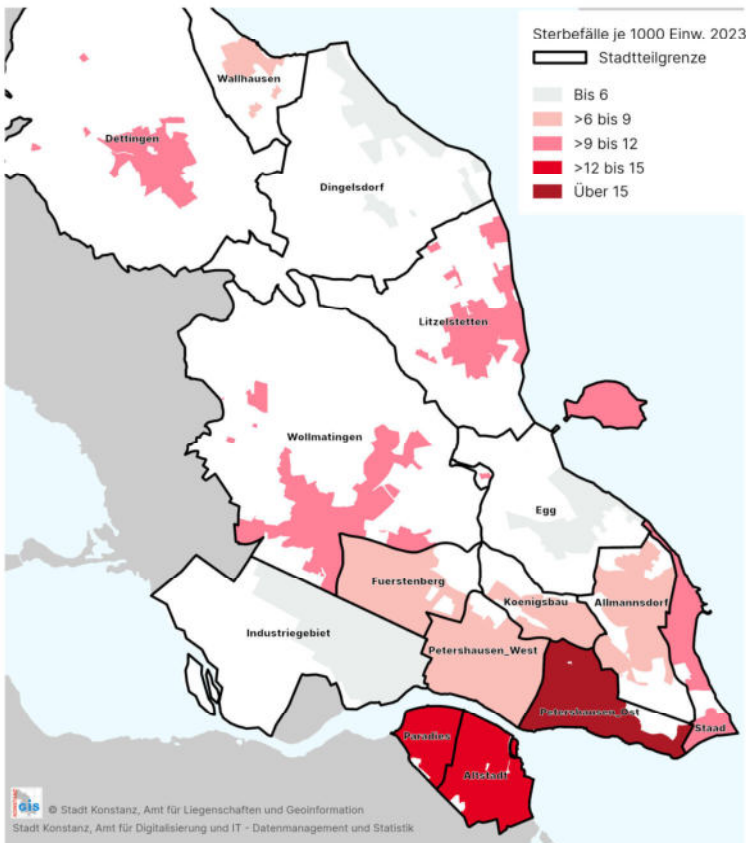 Sterbefälle je 1000 Einw. 2023
Stadtteilgrenze
Bis 6
>6 bis 9
>9 bis 12
>12 bis 15
Über 15
Wallhausen
Dettingen
Dingelsdorf
Litzelstetten
Wollmatingen
Egg
Fuerstenberg
Koenigsbau
Allmannsdorf
Industriegebiet
Petershausen_West
Petershausen_Ost
Staad
Paradies
Altstadt
GIS
© Stadt Konstanz, Amt für Liegenschaften und Geoinformation
Stadt Konstanz, Amt für Digitalisierung und IT - Datenmanagement und Statistik